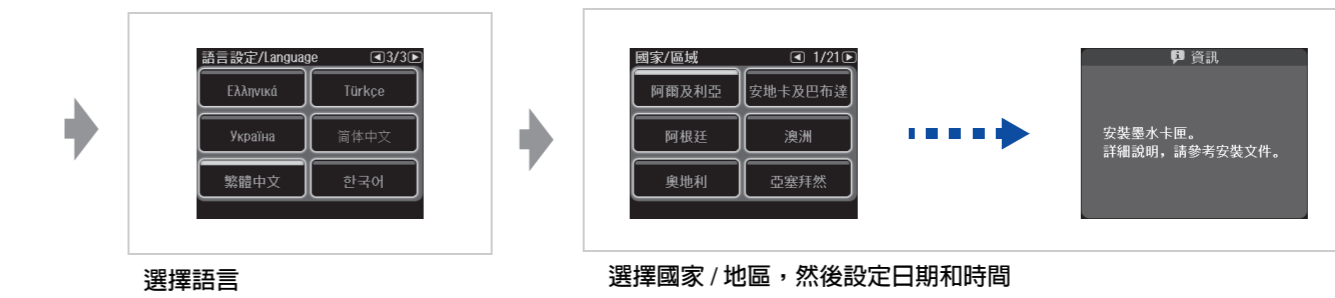 語言設定/Language ◀3/3▶
Ελληνικά Türkçe
Україна 简体中文
繁體中文 한국어
選擇語言
國家/區域 ◀ 1/21▶
阿爾及利亞 安地卡及巴布達
阿根廷 澳洲
奧地利 亞塞拜然
資訊
安裝墨水卡匣。
詳細說明，請參考安裝文件。
選擇國家 / 地區，然後設定日期和時間